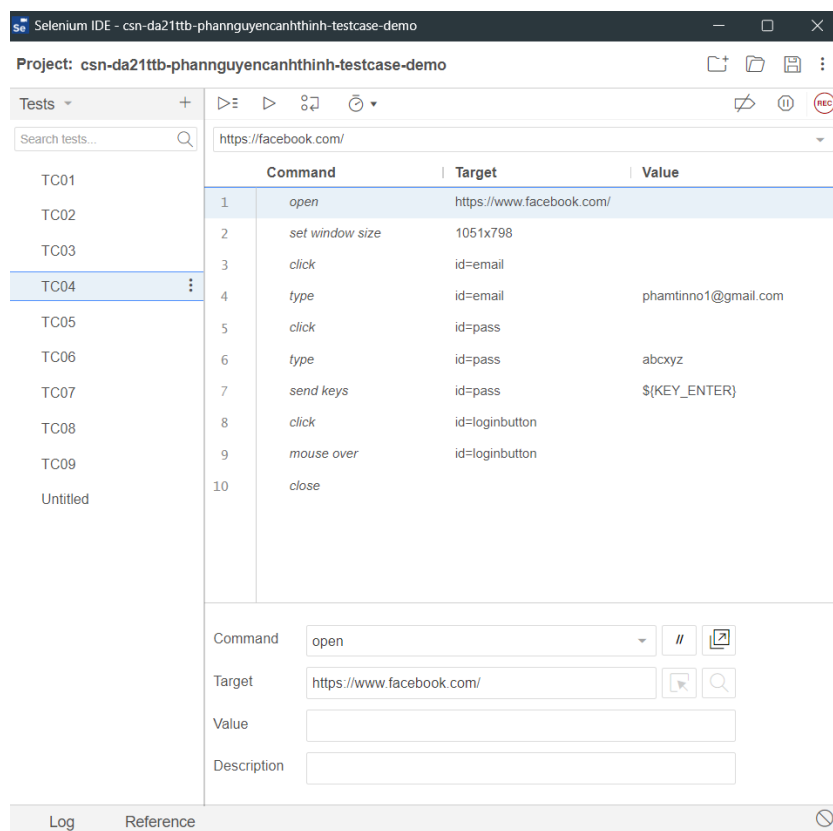 Se Selenium IDE - csn-da21ttb-phannguyencanhthinh-testcase-demo
Project: csn-da21ttb-phannguyencanhthinh-testcase-demo
Tests
REC
Search tests...
https://facebook.com/
Command Target Value
TC01
TC02
TC03
TC04
TC05
TC06
TC07
TC08
TC09
Untitled
1 open https://www.facebook.com/
2 set window size 1051x798
3 click id=email
4 type id=email phamtinno1@gmail.com
5 click id=pass
6 type id=pass abcxyz
7 send keys id=pass ${KEY_ENTER}
8 click id=loginbutton
9 mouse over id=loginbutton
10 close
Command open //
Target https://www.facebook.com/
Value
Description
Log Reference